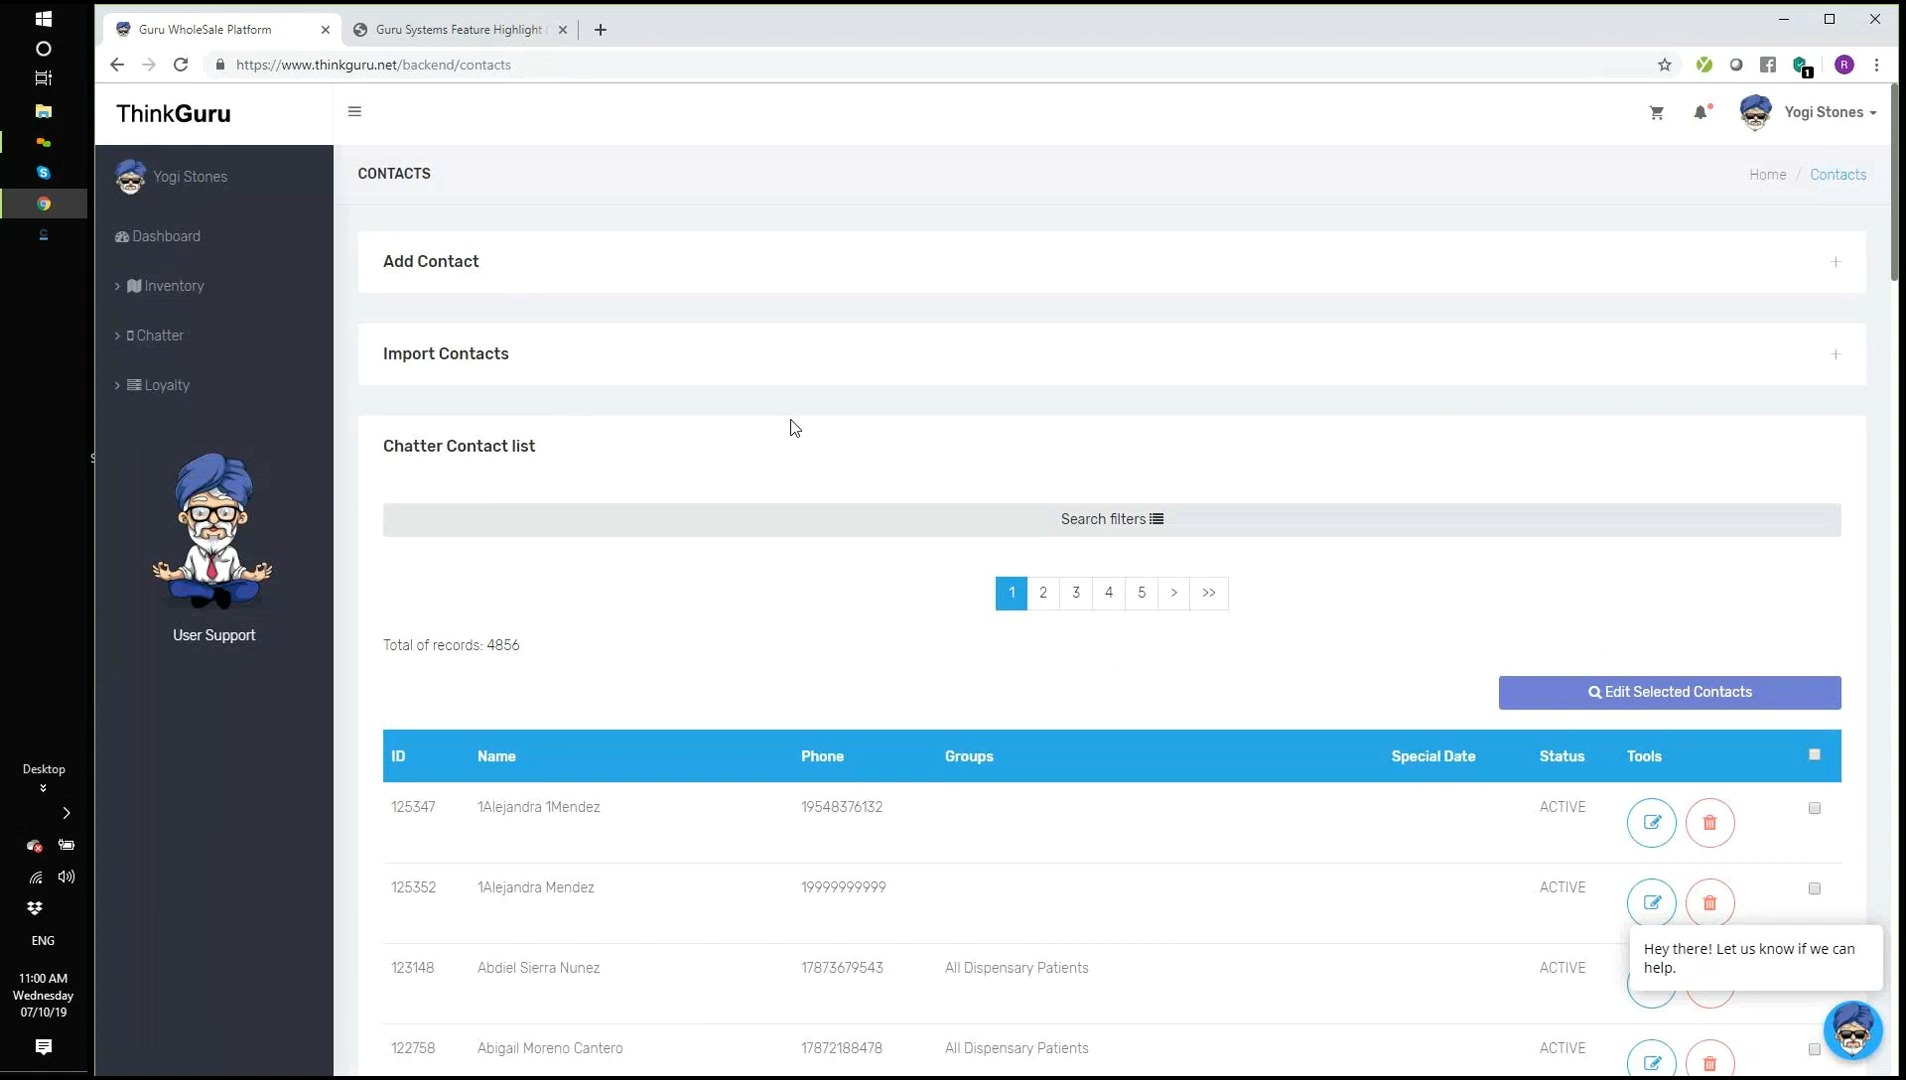 Guru WholeSale Platform
Guru Systems Feature Highlight
https://www.thinkguru.net/backend/contacts
R
1
ThinkGuru
Yogi Stones
Yogi Stones
CONTACTS
Home / Contacts
Dashboard
Inventory
Chatter
Loyalty
User Support
Add Contact
Import Contacts
Chatter Contact list
Search filters
1 2 3 4 5 > >>
Total of records: 4856
Edit Selected Contacts
ID Name Phone Groups Special Date Status Tools
125347 1Alejandra 1Mendez 19548376132 ACTIVE
125352 1Alejandra Mendez 19999999999 ACTIVE
123148 Abdiel Sierra Nunez 17873679543 All Dispensary Patients ACTIVE
122758 Abigail Moreno Cantero 17872188478 All Dispensary Patients ACTIVE
Hey there! Let us know if we can
help.
Desktop
ENG
11:00 AM
Wednesday
07/10/19